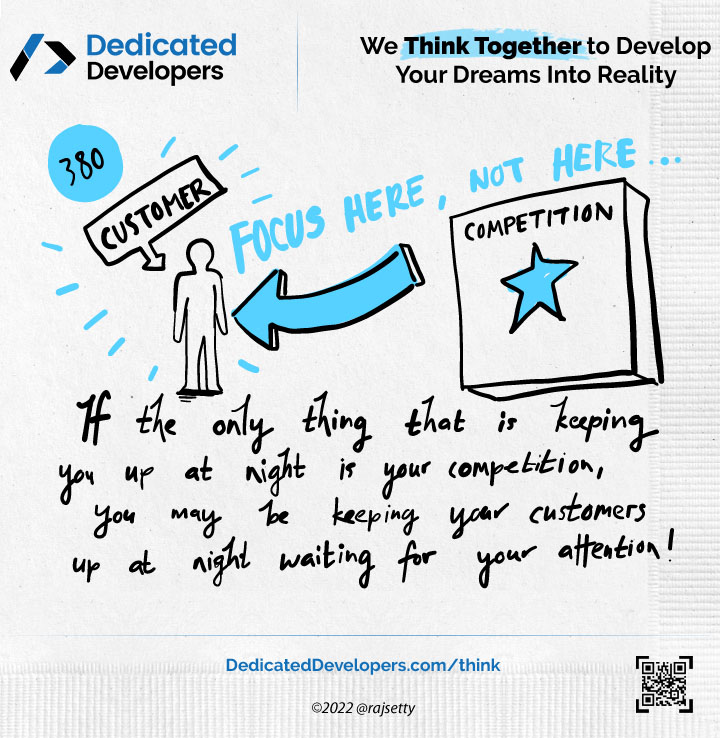 Dedicated
Developers
We Think Together to Develop
Your Dreams Into Reality
380
CUSTOMER
FOCUS HERE, NOT HERE...
COMPETITION
If the only thing that is keeping
you up at night is your competition,
you may be keeping your customers
up at night waiting for your attention!
DedicatedDevelopers.com/think
©2022 @rajsetty